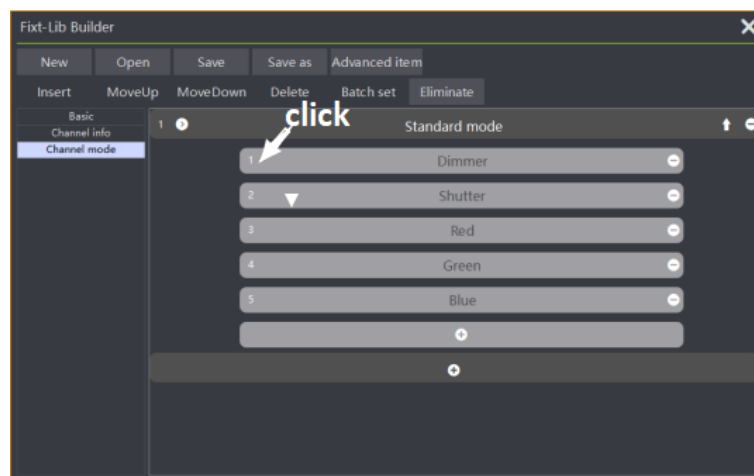 Fixt-Lib Builder
New Open Save Save as Advanced item
Insert MoveUp MoveDown Delete Batch set Eliminate
Basic
Channel info
Channel mode
click
1 Standard mode
1 Dimmer
2 Shutter
3 Red
4 Green
5 Blue